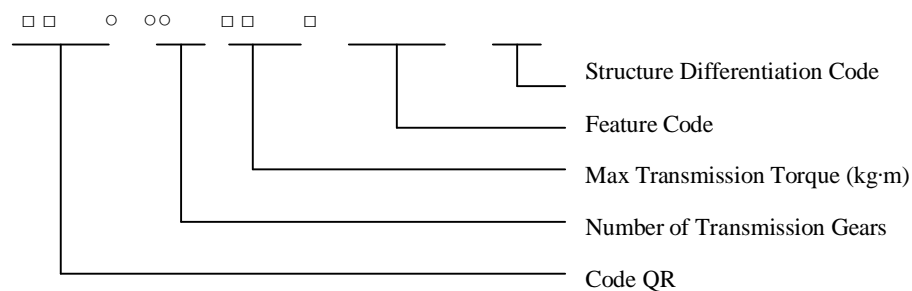 □□ ○ ○○ □□ □
Structure Differentiation Code
Feature Code
Max Transmission Torque (kg·m)
Number of Transmission Gears
Code QR